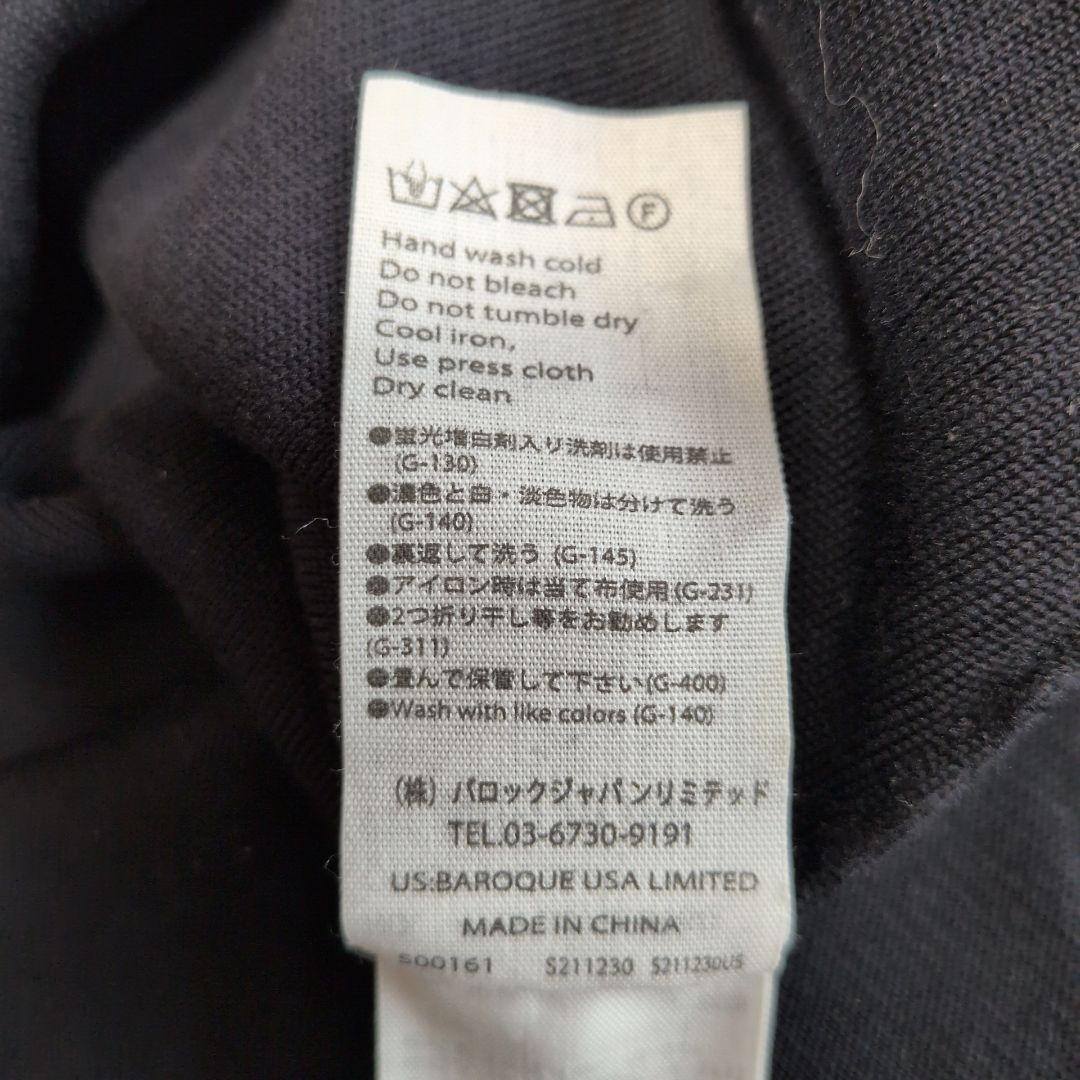 F
Hand wash cold
Do not bleach
Do not tumble dry
Cool iron,
Use press cloth
Dry clean
●蛍光増白剤入り洗剤は使用禁止
(G-130)
●濃色と白・淡色物は分けて洗う
(G-140)
●裏返して洗う (G-145)
●アイロン時は当て布使用(G-231)
●2つ折り干し等をお勧めします
(G-311)
●畳んで保管して下さい(G-400)
●Wash with like colors (G-140)
(株) バロックジャパンリミテッド
TEL.03-6730-9191
US:BAROQUE USA LIMITED
MADE IN CHINA
S00161 S211230 S211230US